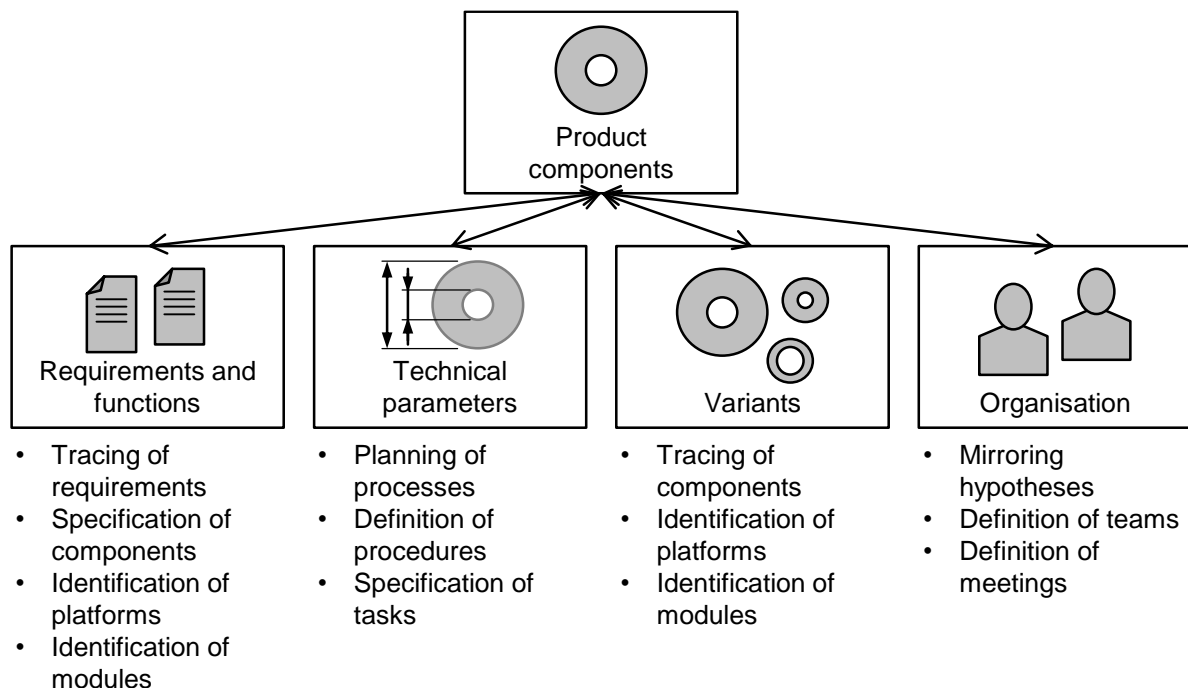 Product
components
Requirements and
functions
Technical
parameters
Variants
Organisation
• Tracing of
requirements
• Specification of
components
• Identification of
platforms
• Identification of
modules
• Planning of
processes
• Definition of
procedures
• Specification of
tasks
• Tracing of
components
• Identification of
platforms
• Identification of
modules
• Mirroring
hypotheses
• Definition of teams
• Definition of
meetings